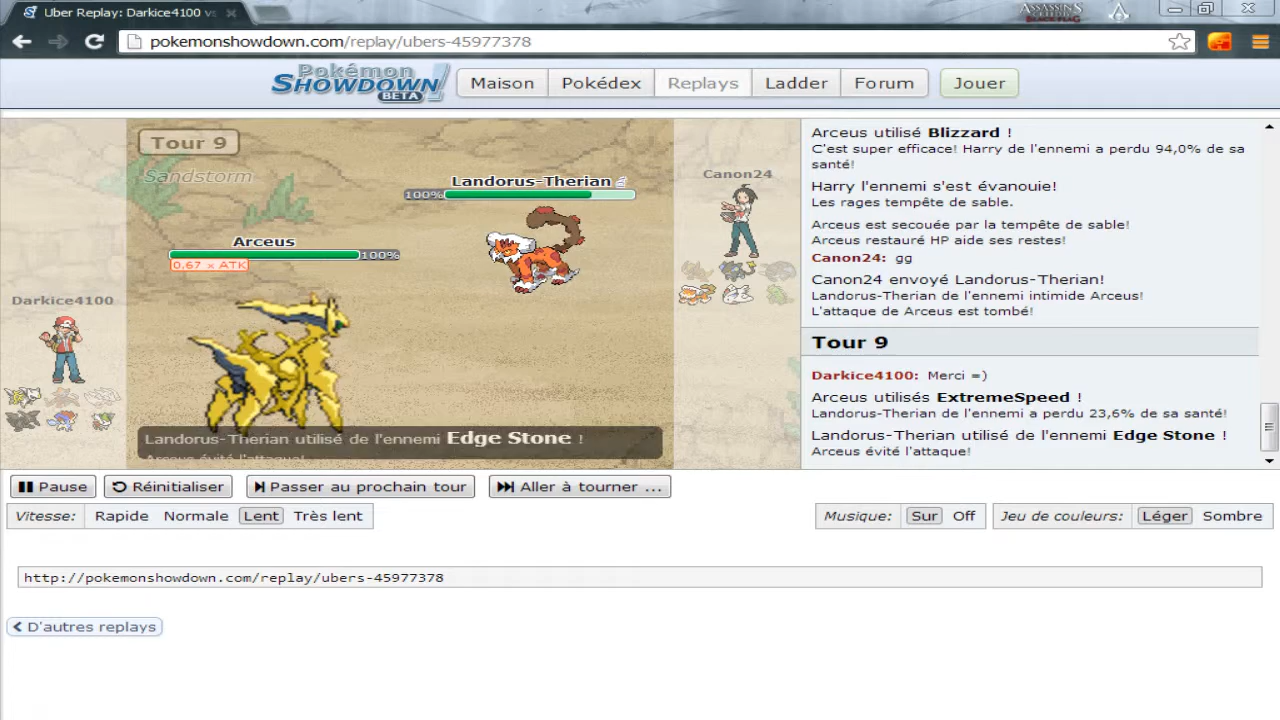 Uber Replay: Darkice4100 vs
ASSASSIN'S
pokemonshowdown.com/replay/ubers-45977378
Pokémon
SHOWDOWN
BETA
Maison Pokédex Replays Ladder Forum Jouer
Tour 9
Sandstorm
Landorus-Therian
100%
Arceus
100%
0.67 x ATK
Darkice4100
Canon24
Landorus-Therian utilisé de l'ennemi Edge Stone !
Arceus évité l'attaque!
Arceus utilisé Blizzard !
C'est super efficace! Harry de l'ennemi a perdu 94,0% de sa
santé!
Harry l'ennemi s'est évanouie!
Les rages tempête de sable.
Arceus est secouée par la tempête de sable!
Arceus restauré HP aide ses restes!
Canon24: gg
Canon24 envoyé Landorus-Therian!
Landorus-Therian de l'ennemi intimide Arceus!
L'attaque de Arceus est tombé!
Tour 9
Darkice4100: Merci =)
Arceus utilisés ExtremeSpeed !
Landorus-Therian de l'ennemi a perdu 23,6% de sa santé!
Landorus-Therian utilisé de l'ennemi Edge Stone !
Arceus évité l'attaque!
Pause Réinitialiser Passer au prochain tour Aller à tourner ...
Vitesse: Rapide Normale Lent Très lent
Musique: Sur Off Jeu de couleurs: Léger Sombre
http://pokemonshowdown.com/replay/ubers-45977378
D'autres replays